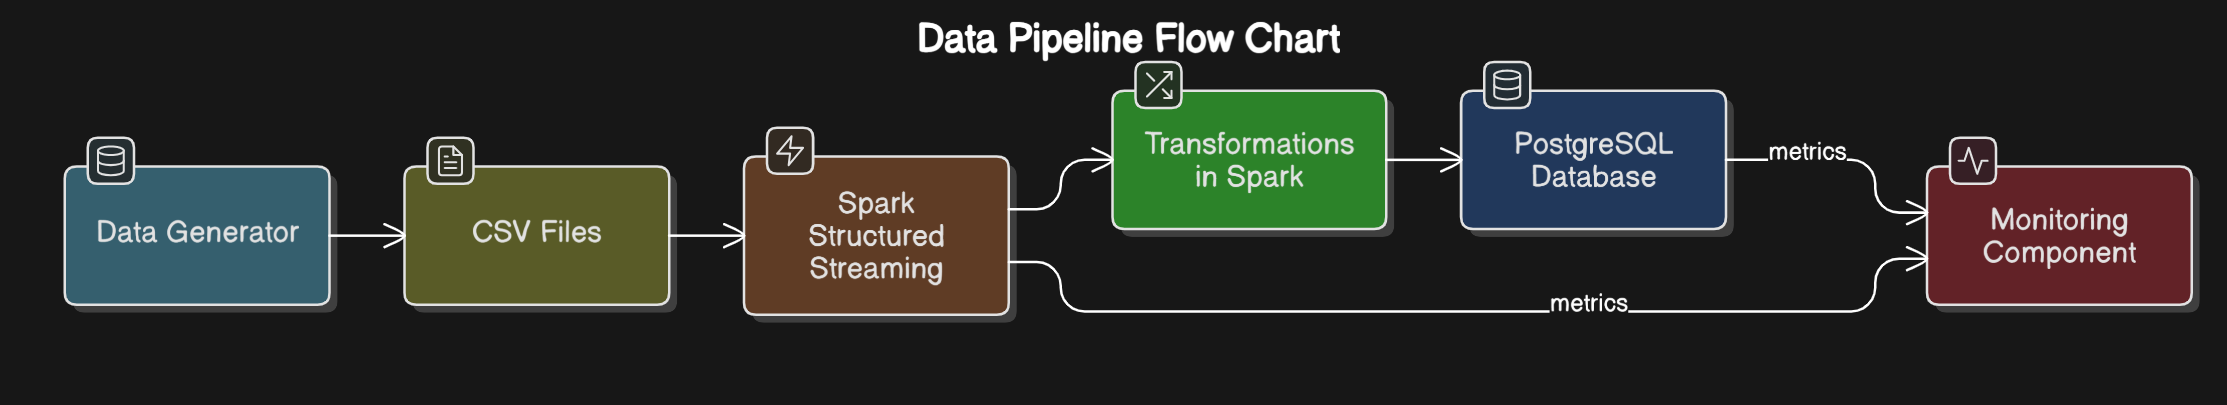 Data Pipeline Flow Chart
Data Generator
CSV Files
Spark
Structured
Streaming
Transformations
in Spark
PostgreSQL
Database
metrics
metrics
Monitoring
Component